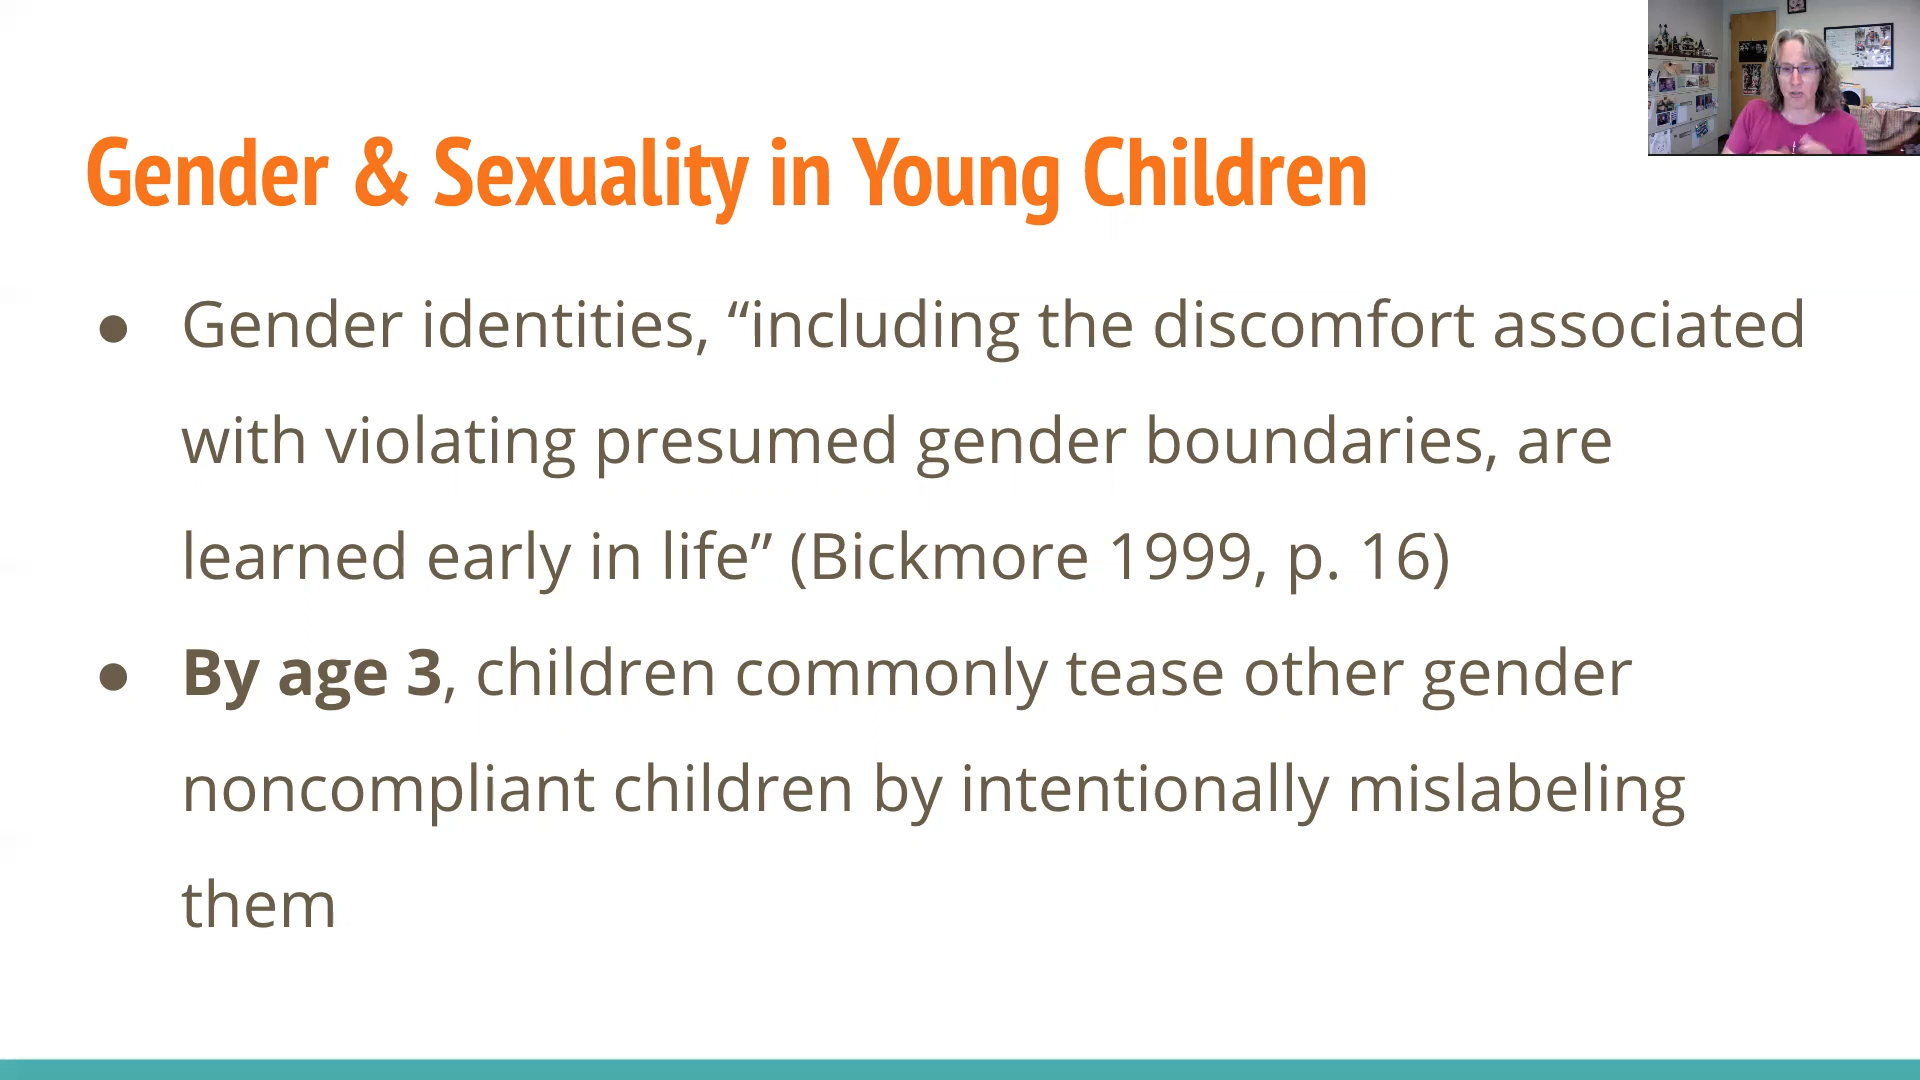 Gender & Sexuality in Young Children
● Gender identities, “including the discomfort associated
with violating presumed gender boundaries, are
learned early in life” (Bickmore 1999, p. 16)
● By age 3, children commonly tease other gender
noncompliant children by intentionally mislabeling
them